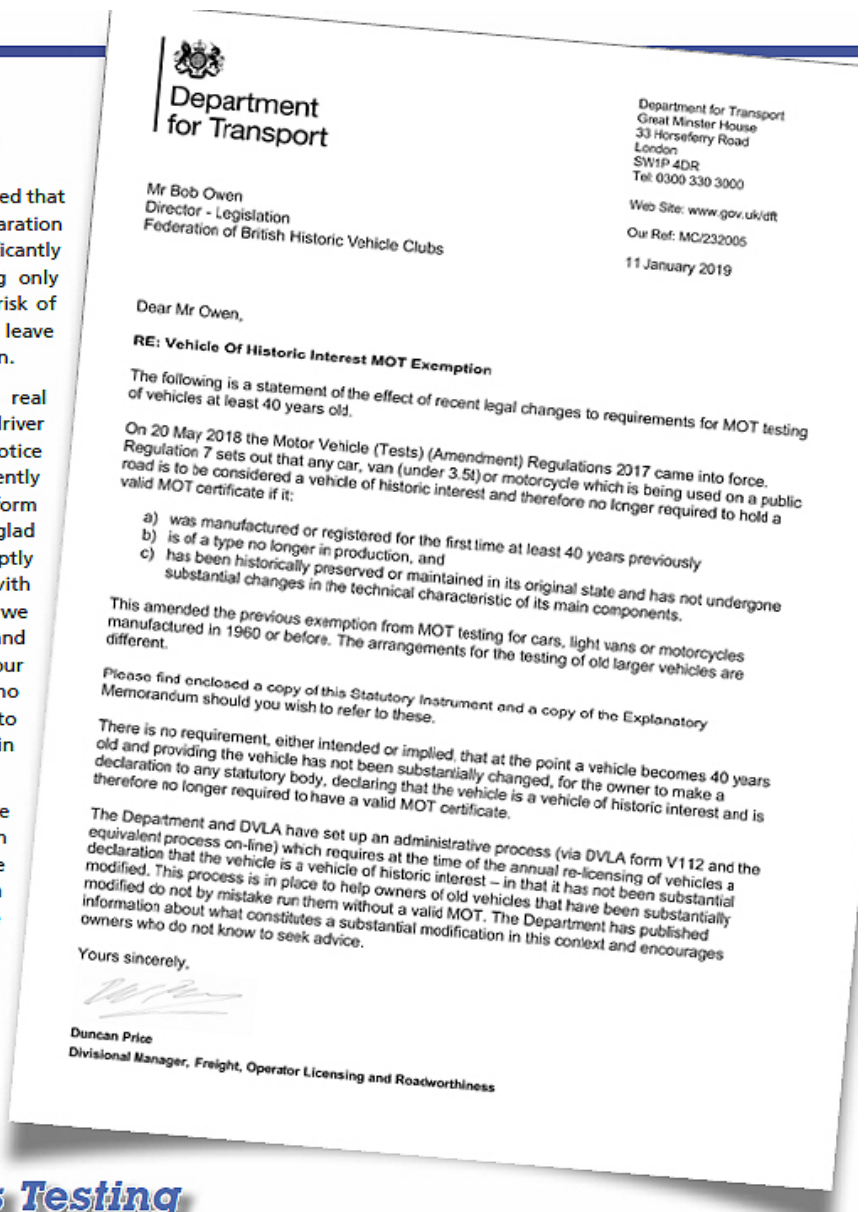 ed that
aration
icantly
g only
risk of
leave
n.
real
driver
otice
ently
form
glad
ptly
with
we
and
our
no
to
in
e
n
e
n
Department
for Transport
Department for Transport
Great Minster House
33 Horseferry Road
London
SW1P 4DR
Tel: 0300 330 3000
Web Site: www.gov.uk/dft
Our Ref: MC/232005
11 January 2019
Mr Bob Owen
Director - Legislation
Federation of British Historic Vehicle Clubs
Dear Mr Owen,
RE: Vehicle Of Historic Interest MOT Exemption
The following is a statement of the effect of recent legal changes to requirements for MOT testing
of vehicles at least 40 years old.
On 20 May 2018 the Motor Vehicle (Tests) (Amendment) Regulations 2017 came into force.
Regulation 7 sets out that any car, van (under 3.5t) or motorcycle which is being used on a public
road is to be considered a vehicle of historic interest and therefore no longer required to hold a
valid MOT certificate if it:
a) was manufactured or registered for the first time at least 40 years previously
b) is of a type no longer in production, and
c) has been historically preserved or maintained in its original state and has not undergone
substantial changes in the technical characteristic of its main components.
This amended the previous exemption from MOT testing for cars, light vans or motorcycles
manufactured in 1960 or before. The arrangements for the testing of old larger vehicles are
different.
Please find enclosed a copy of this Statutory Instrument and a copy of the Explanatory
Memorandum should you wish to refer to these.
There is no requirement, either intended or implied, that at the point a vehicle becomes 40 years
old and providing the vehicle has not been substantially changed, for the owner to make a
declaration to any statutory body, declaring that the vehicle is a vehicle of historic interest and is
therefore no longer required to have a valid MOT certificate.
The Department and DVLA have set up an administrative process (via DVLA form V112 and the
equivalent process on-line) which requires at the time of the annual re-licensing of vehicles a
declaration that the vehicle is a vehicle of historic interest – in that it has not been substantial
modified. This process is in place to help owners of old vehicles that have been substantially
modified do not by mistake run them without a valid MOT. The Department has published
information about what constitutes a substantial modification in this context and encourages
owners who do not know to seek advice.
Yours sincerely,
Duncan Price
Divisional Manager, Freight, Operator Licensing and Roadworthiness
s Testing